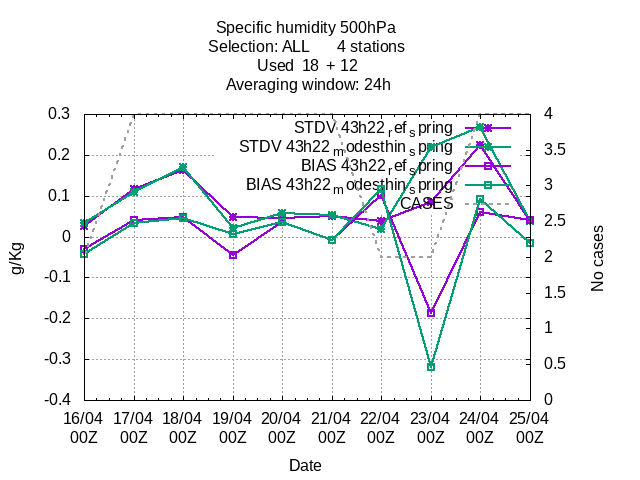 Specific humidity 500hPa
Selection: ALL 4 stations
Used 18 + 12
Averaging window: 24h
0.3
0.2
0.1
0
-0.1
-0.2
-0.3
-0.4
g/Kg
STDV 43h22_ref_spring
STDV 43h22_modesthin_spring
BIAS 43h22_ref_spring
BIAS 43h22_modesthin_spring
CASES
4
3.5
3
2.5
2
1.5
1
0.5
0
No cases
16/04 17/04 18/04 19/04 20/04 21/04 22/04 23/04 24/04 25/04
00Z 00Z 00Z 00Z 00Z 00Z 00Z 00Z 00Z 00Z
Date